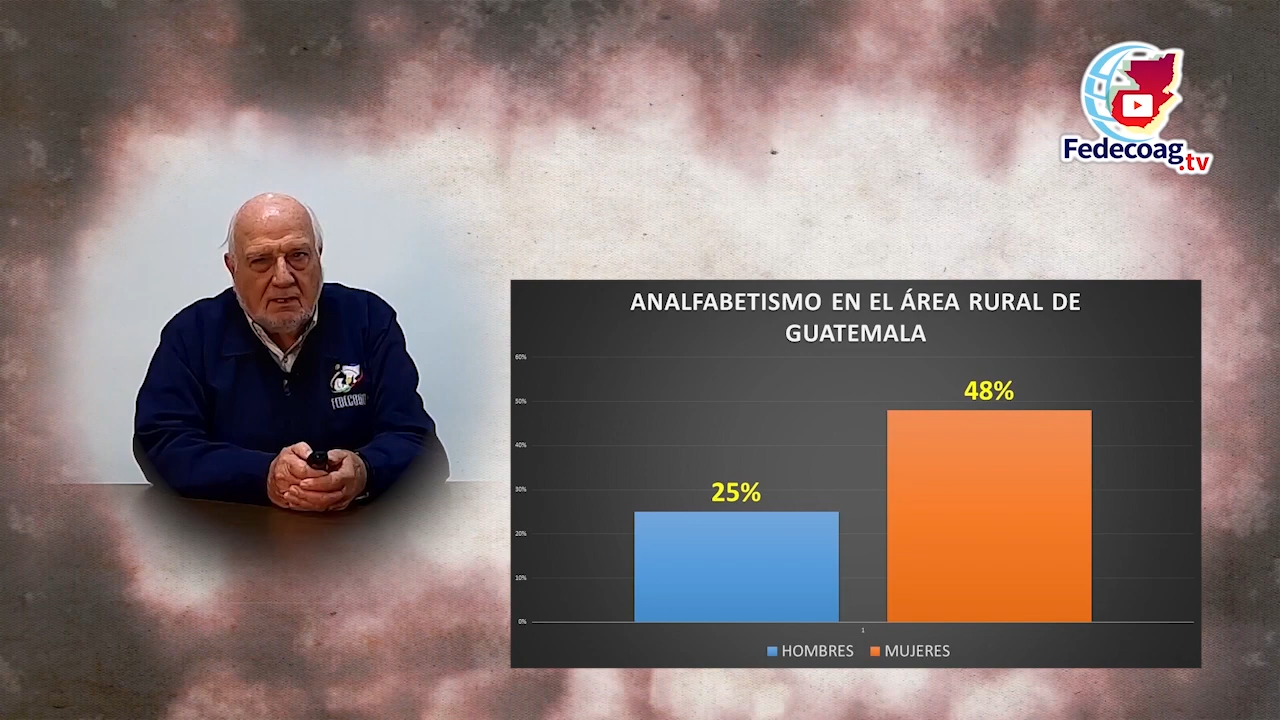 Fedecoag
.tv
FEDECOAG
ANALFABETISMO EN EL ÁREA RURAL DE
GUATEMALA
60%
50%
40%
30%
20%
10%
0%
25%
48%
1
HOMBRES MUJERES